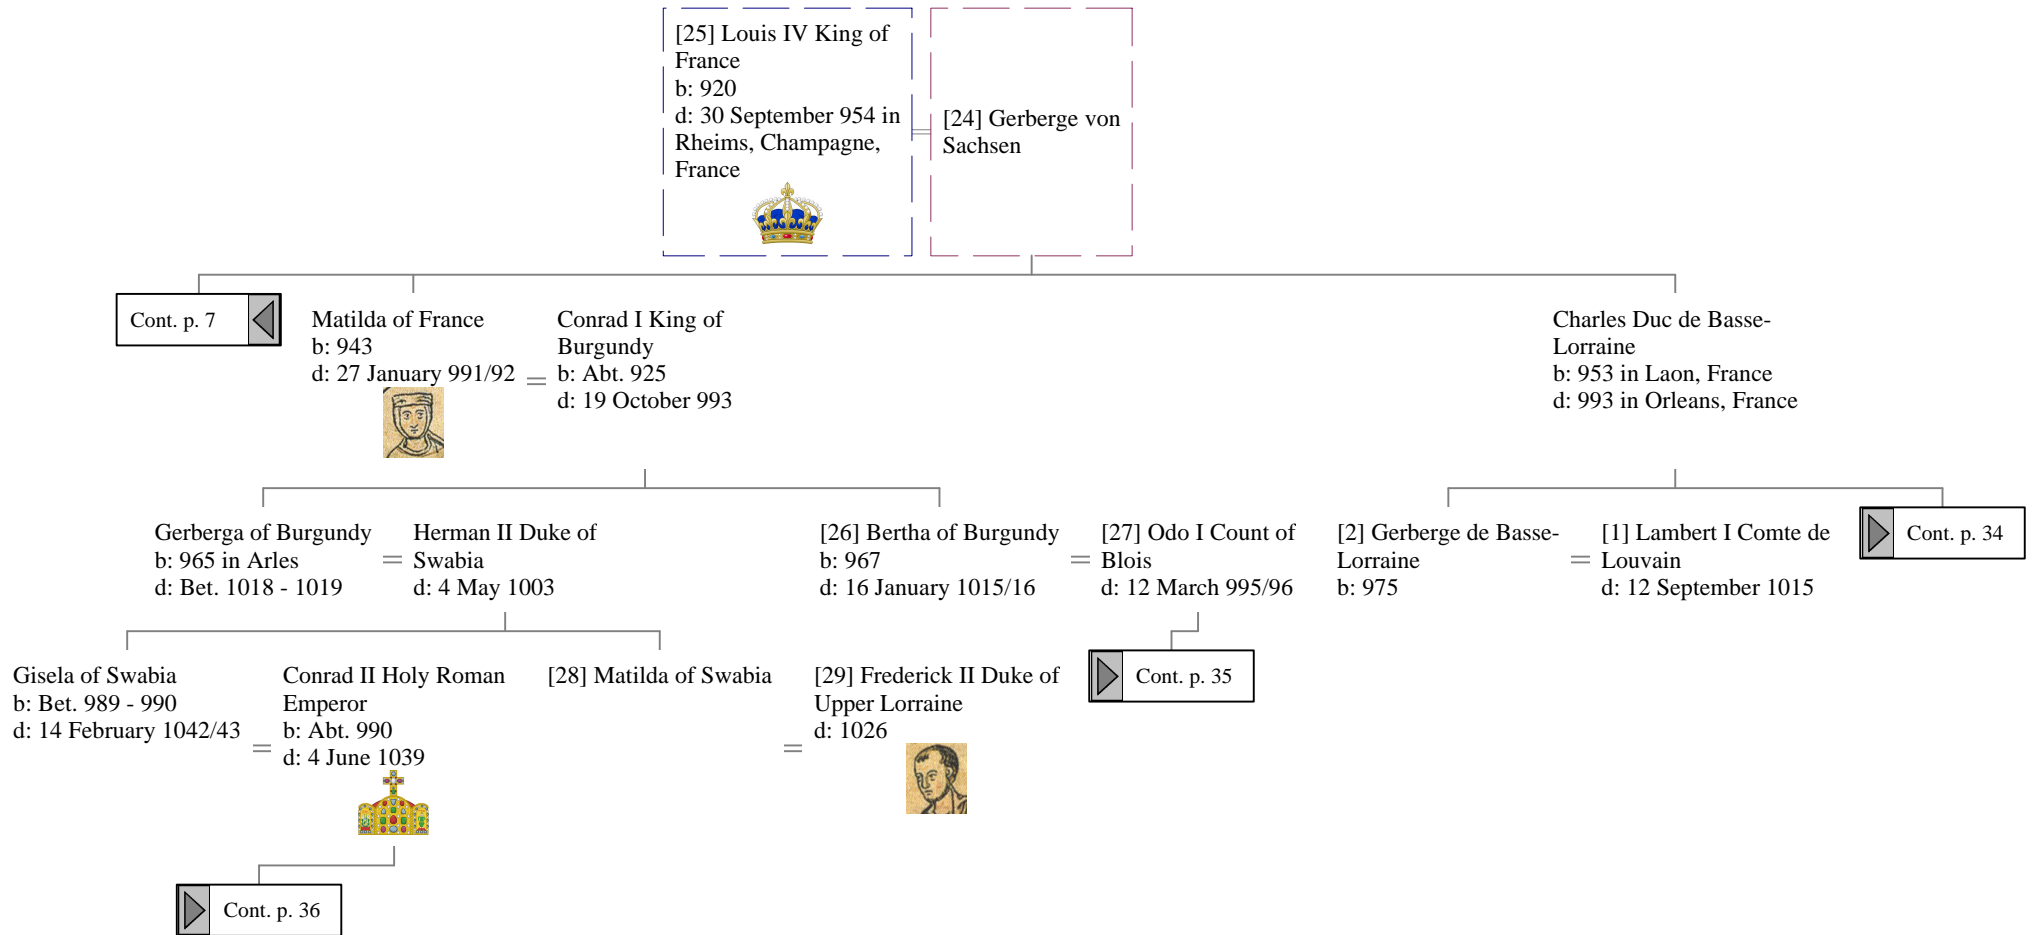 [25] Louis IV King of
France
b: 920
d: 30 September 954 in
Rheims, Champagne,
France
[24] Gerberge von
Sachsen
Cont. p. 7
Matilda of France
b: 943
d: 27 January 991/92
Conrad I King of
Burgundy
b: Abt. 925
d: 19 October 993
Charles Duc de Basse-
Lorraine
b: 953 in Laon, France
d: 993 in Orleans, France
Gerberga of Burgundy
b: 965 in Arles
d: Bet. 1018 - 1019
Herman II Duke of
Swabia
d: 4 May 1003
[26] Bertha of Burgundy
b: 967
d: 16 January 1015/16
[27] Odo I Count of
Blois
d: 12 March 995/96
[2] Gerberge de Basse-
Lorraine
b: 975
[1] Lambert I Comte de
Louvain
d: 12 September 1015
Cont. p. 34
Gisela of Swabia
b: Bet. 989 - 990
d: 14 February 1042/43
Conrad II Holy Roman
Emperor
b: Abt. 990
d: 4 June 1039
[28] Matilda of Swabia
[29] Frederick II Duke of
Upper Lorraine
d: 1026
Cont. p. 35
Cont. p. 36